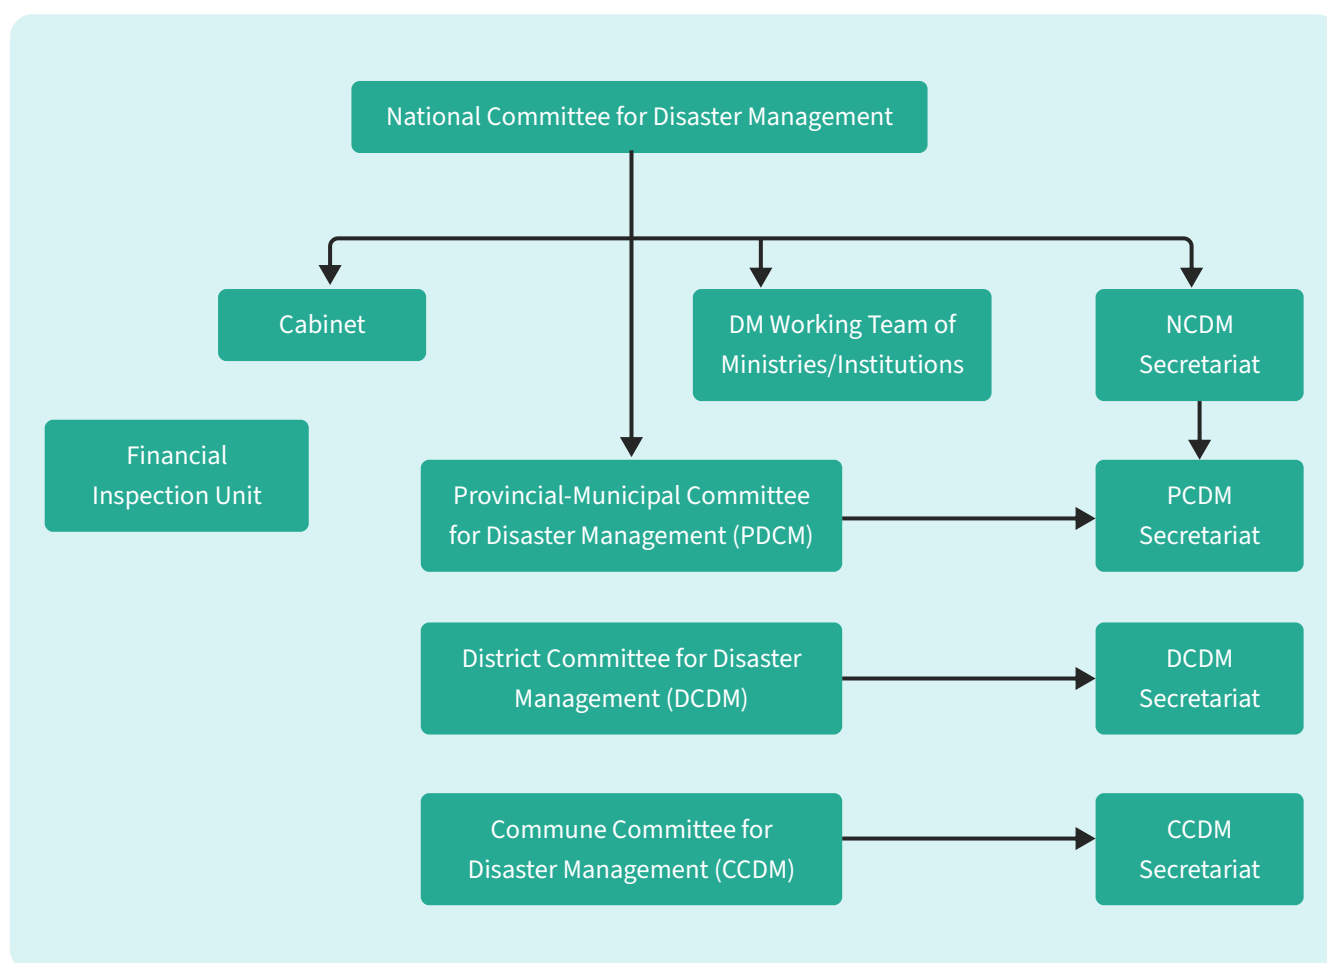 National Committee for Disaster Management
Cabinet
DM Working Team of
Ministries/Institutions
NCDM
Secretariat
Financial
Inspection Unit
Provincial-Municipal Committee
for Disaster Management (PDCM)
PCDM
Secretariat
District Committee for Disaster
Management (DCDM)
DCDM
Secretariat
Commune Committee for
Disaster Management (CCDM)
CCDM
Secretariat